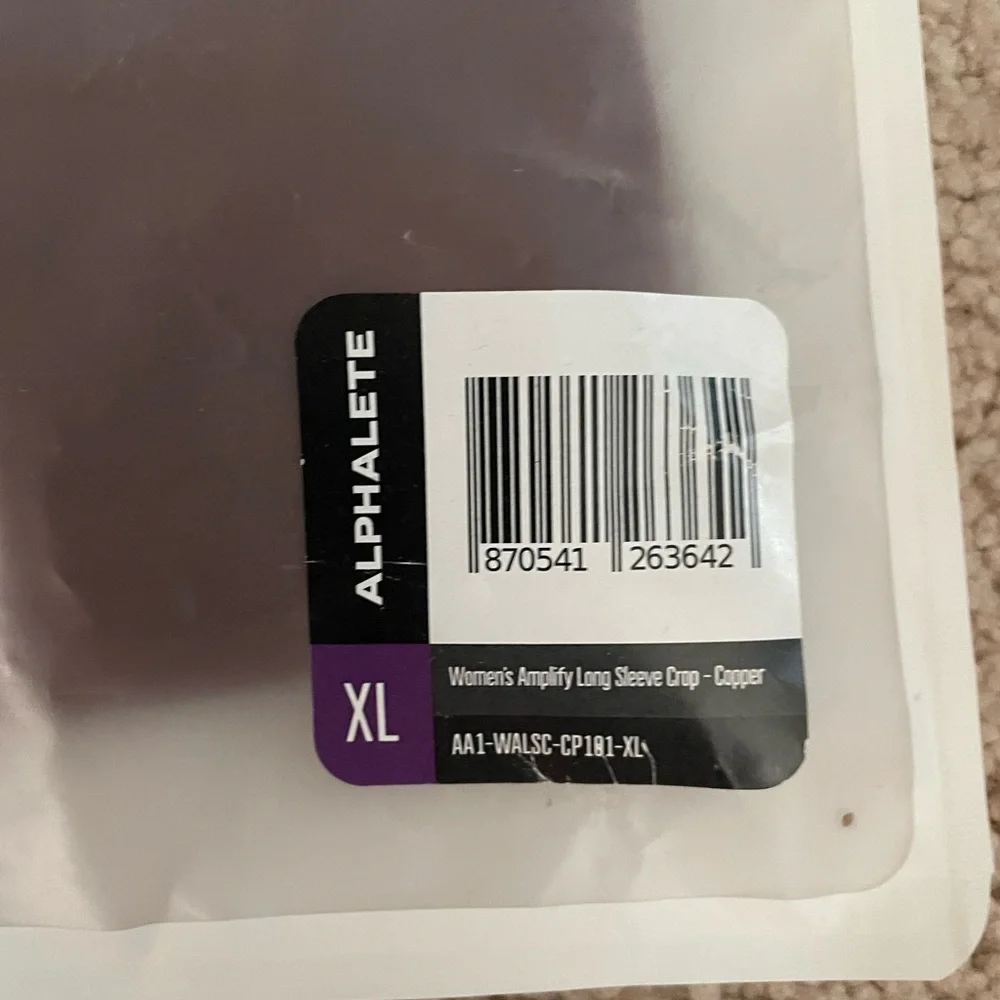 ALPHALETE
870541 263642
XL
Women's Amplify Long Sleeve Crop - Copper
AA1-WALSC-CP101-XL